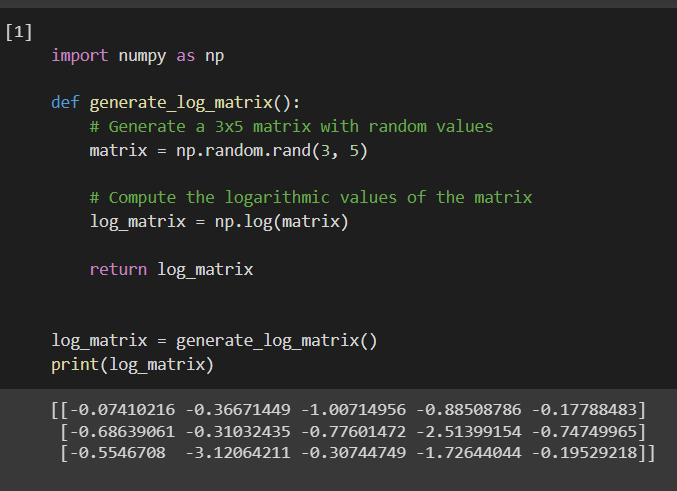 [1]
import numpy as np
def generate_log_matrix():
# Generate a 3x5 matrix with random values
matrix = np.random.rand(3, 5)
# Compute the logarithmic values of the matrix
log_matrix = np.log(matrix)
return log_matrix
log_matrix = generate_log_matrix()
print(log_matrix)
[[-0.07410216 -0.36671449 -1.00714956 -0.88508786 -0.17788483]
[-0.68639061 -0.31032435 -0.77601472 -2.51399154 -0.74749965]
[-0.5546708  -3.12064211 -0.30744749 -1.72644044 -0.19529218]]